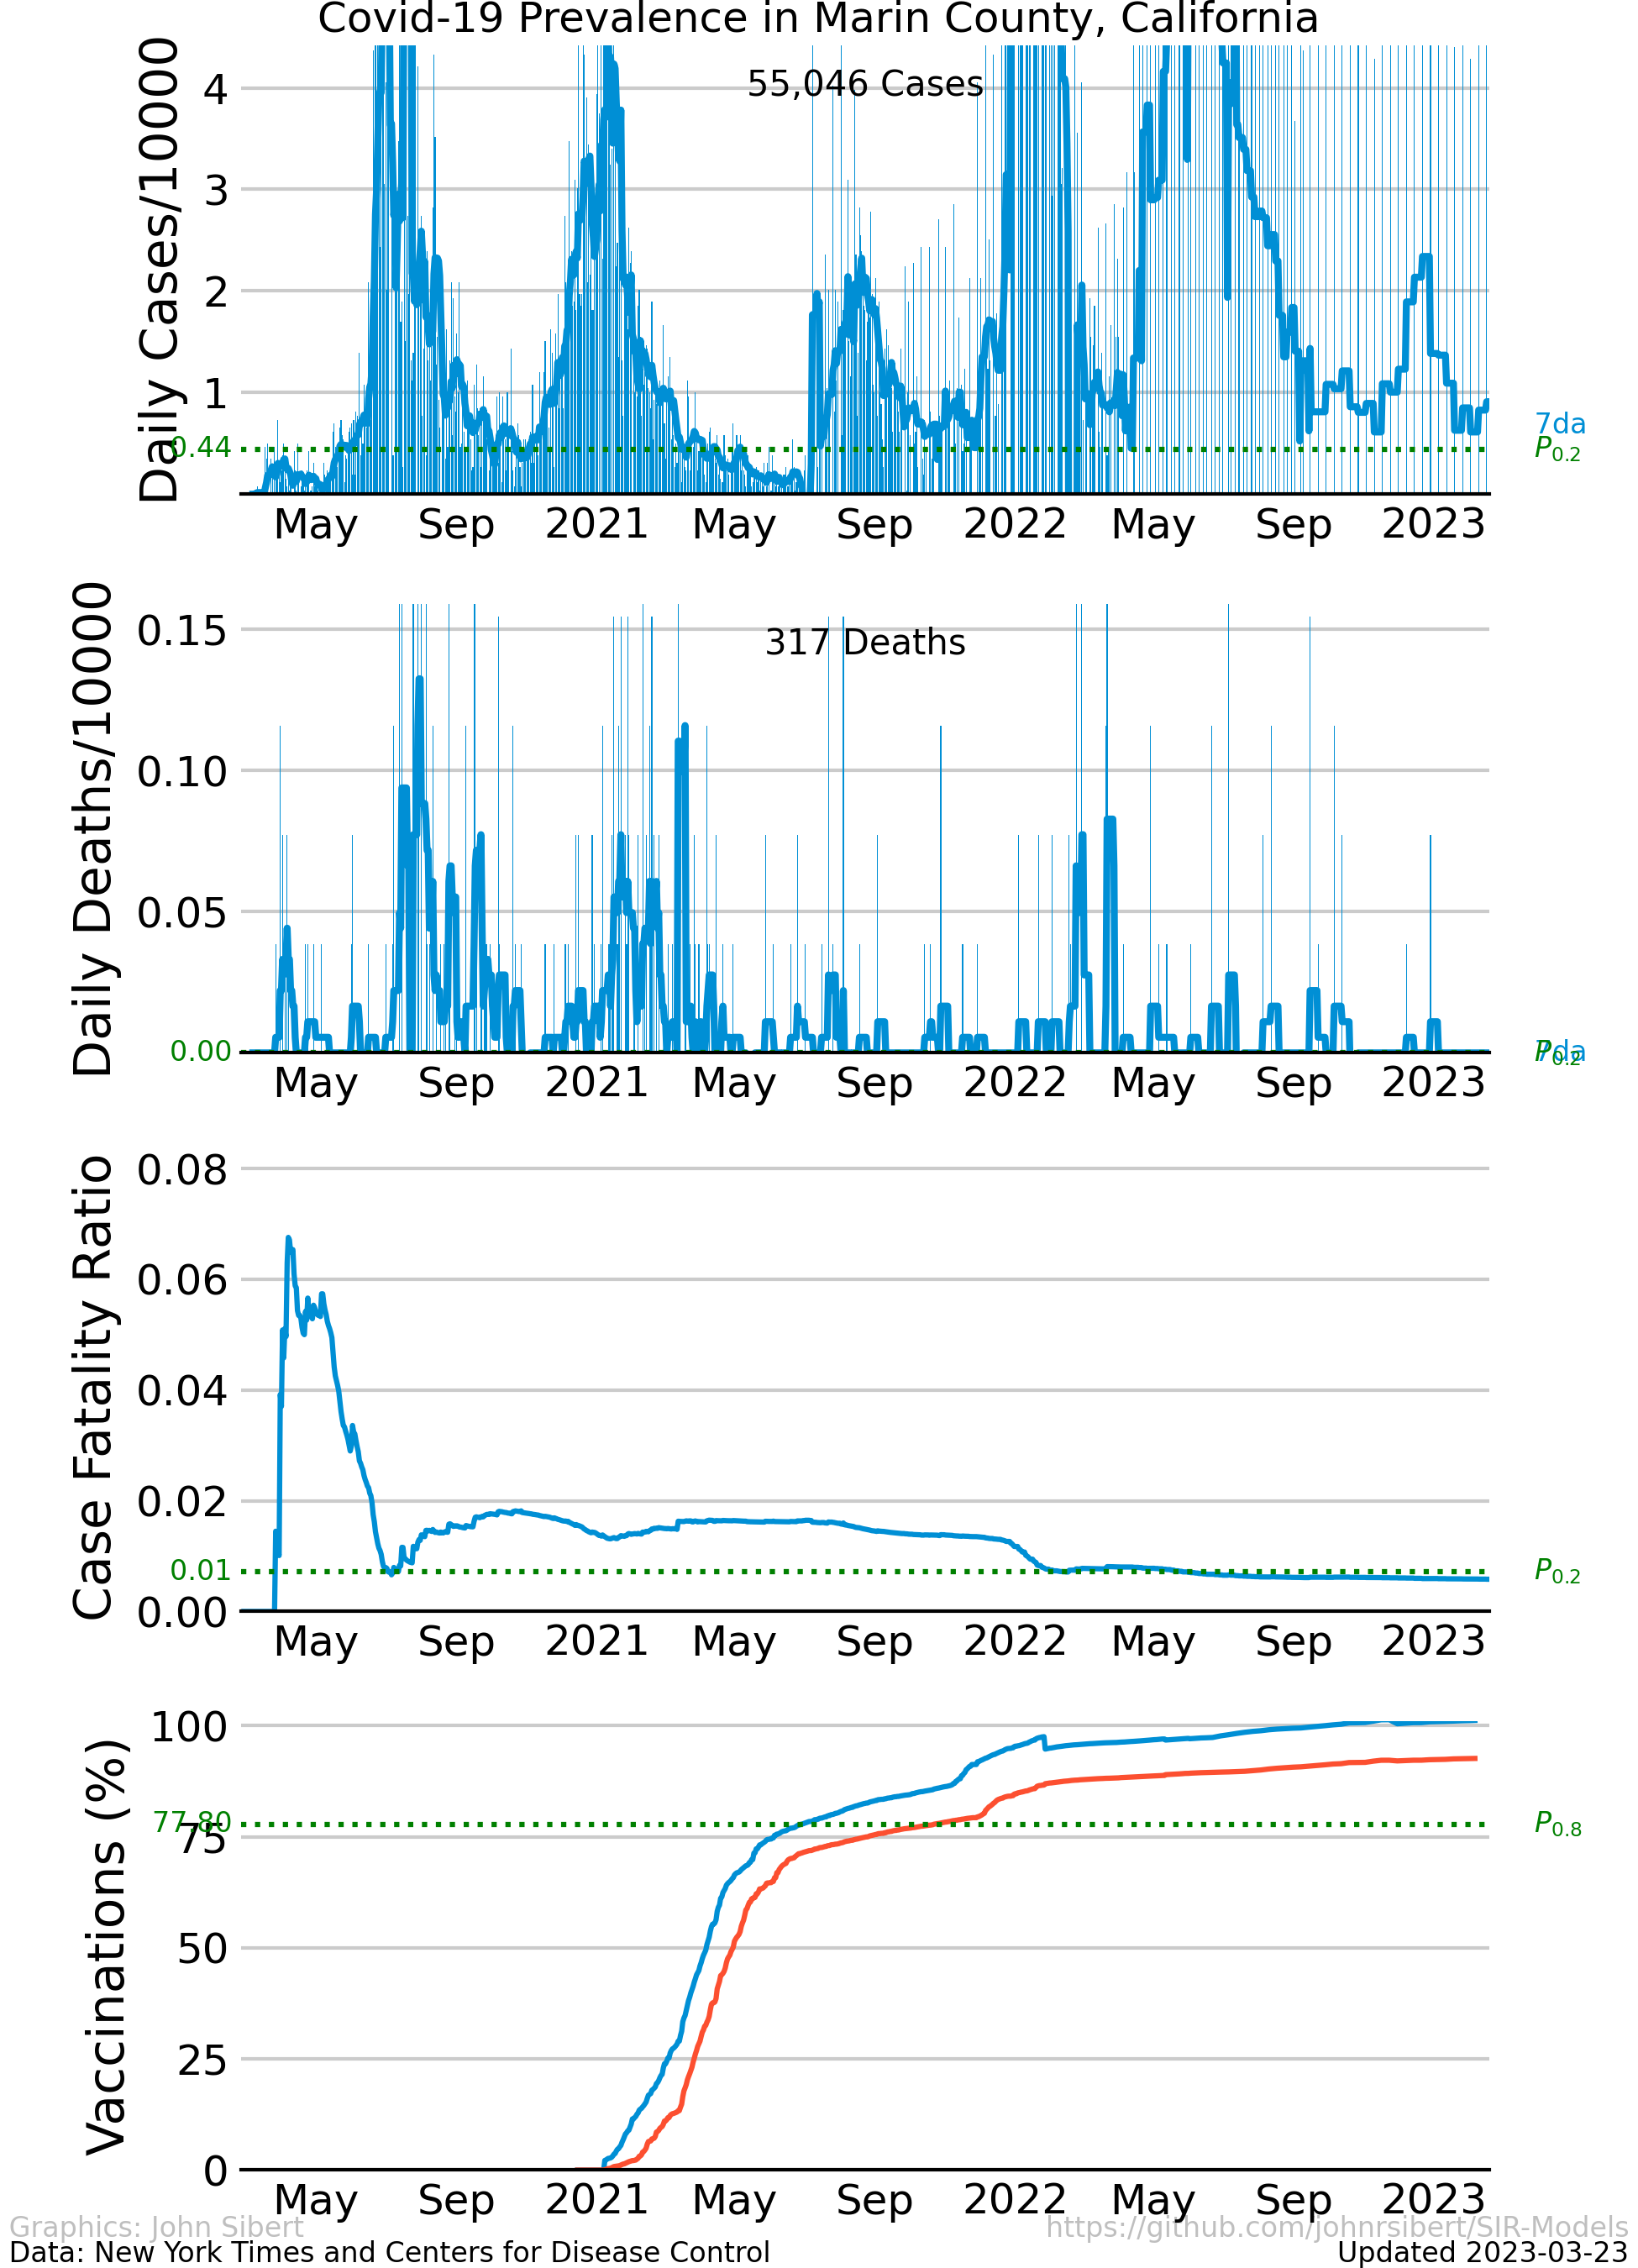 Covid-19 Prevalence in Marin County, California
Daily Cases/10000
4
3
2
1
0.44
55,046 Cases
7da
P0.2
May Sep 2021 May Sep 2022 May Sep 2023
Daily Deaths/10000
0.15
0.10
0.05
0.00
317 Deaths
7da
P0.2
May Sep 2021 May Sep 2022 May Sep 2023
Case Fatality Ratio
0.08
0.06
0.04
0.02
0.01
0.00
P0.2
May Sep 2021 May Sep 2022 May Sep 2023
Vaccinations (%)
100
77.80
75
50
25
0
P0.8
May Sep 2021 May Sep 2022 May Sep 2023
Graphics: John Sibert https://github.com/johnrsibert/SIR-Models
Data: New York Times and Centers for Disease Control Updated 2023-03-23